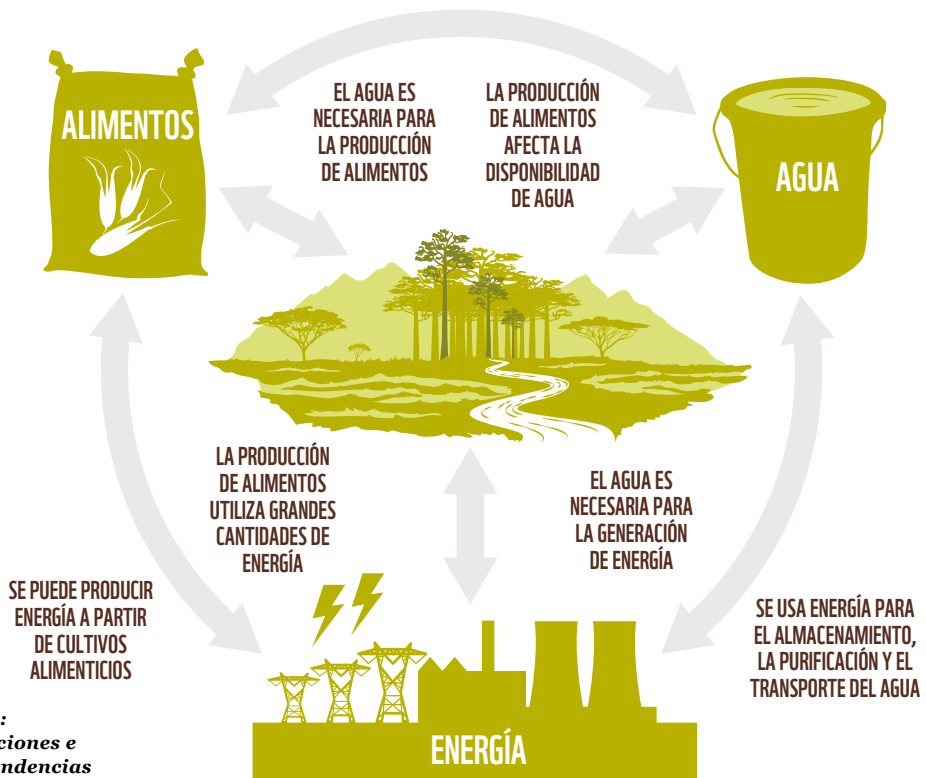 ALIMENTOS
EL AGUA ES
NECESARIA PARA
LA PRODUCCIÓN
DE ALIMENTOS
LA PRODUCCIÓN
DE ALIMENTOS
AFECTA LA
DISPONIBILIDAD
DE AGUA
AGUA
LA PRODUCCIÓN
DE ALIMENTOS
UTILIZA GRANDES
CANTIDADES DE
ENERGÍA
EL AGUA ES
NECESARIA PARA
LA GENERACIÓN
DE ENERGÍA
SE PUEDE PRODUCIR
ENERGÍA A PARTIR
DE CULTIVOS
ALIMENTICIOS
SE USA ENERGÍA PARA
EL ALMACENAMIENTO,
LA PURIFICACIÓN Y EL
TRANSPORTE DEL AGUA
:
ciones e
ndencias
ENERGÍA